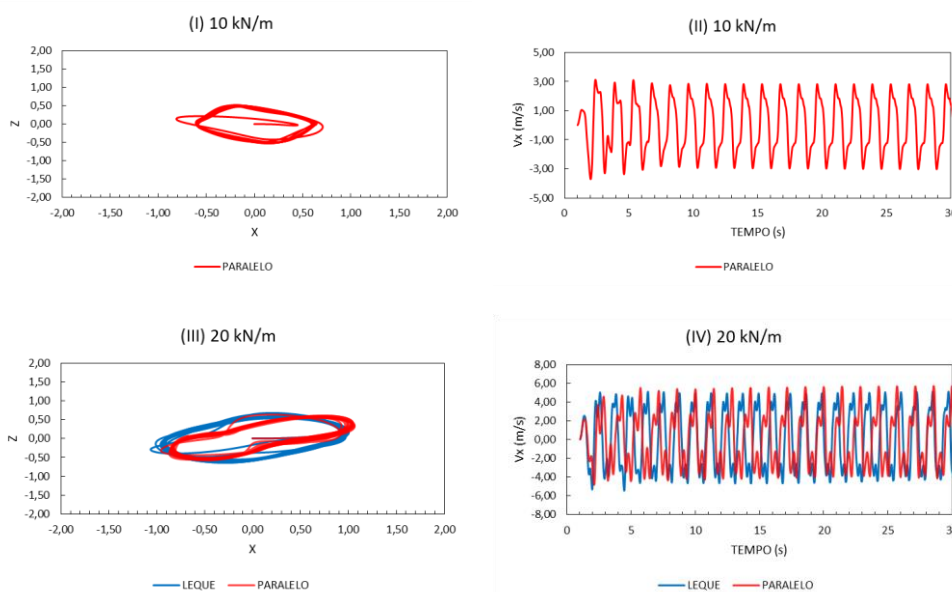 (I) 10 kN/m
2,00
1,50
1,00
0,50
0,00
-0,50
-1,00
-1,50
-2,00
Z
-2,00 -1,50 -1,00 -0,50 0,00 0,50 1,00 1,50 2,00
X
PARALELO
(II) 10 kN/m
5,00
3,00
1,00
-1,00
-3,00
-5,00
Vx (m/s)
0 5 10 15 20 25 30
TEMPO (s)
PARALELO
(III) 20 kN/m
2,00
1,50
1,00
0,50
0,00
-0,50
-1,00
-1,50
-2,00
Z
-2,00 -1,50 -1,00 -0,50 0,00 0,50 1,00 1,50 2,00
X
LEQUE PARALELO
(IV) 20 kN/m
8,00
6,00
4,00
2,00
0,00
-2,00
-4,00
-6,00
-8,00
Vx (m/s)
0 5 10 15 20 25
TEMPO (s)
LEQUE PARALELO